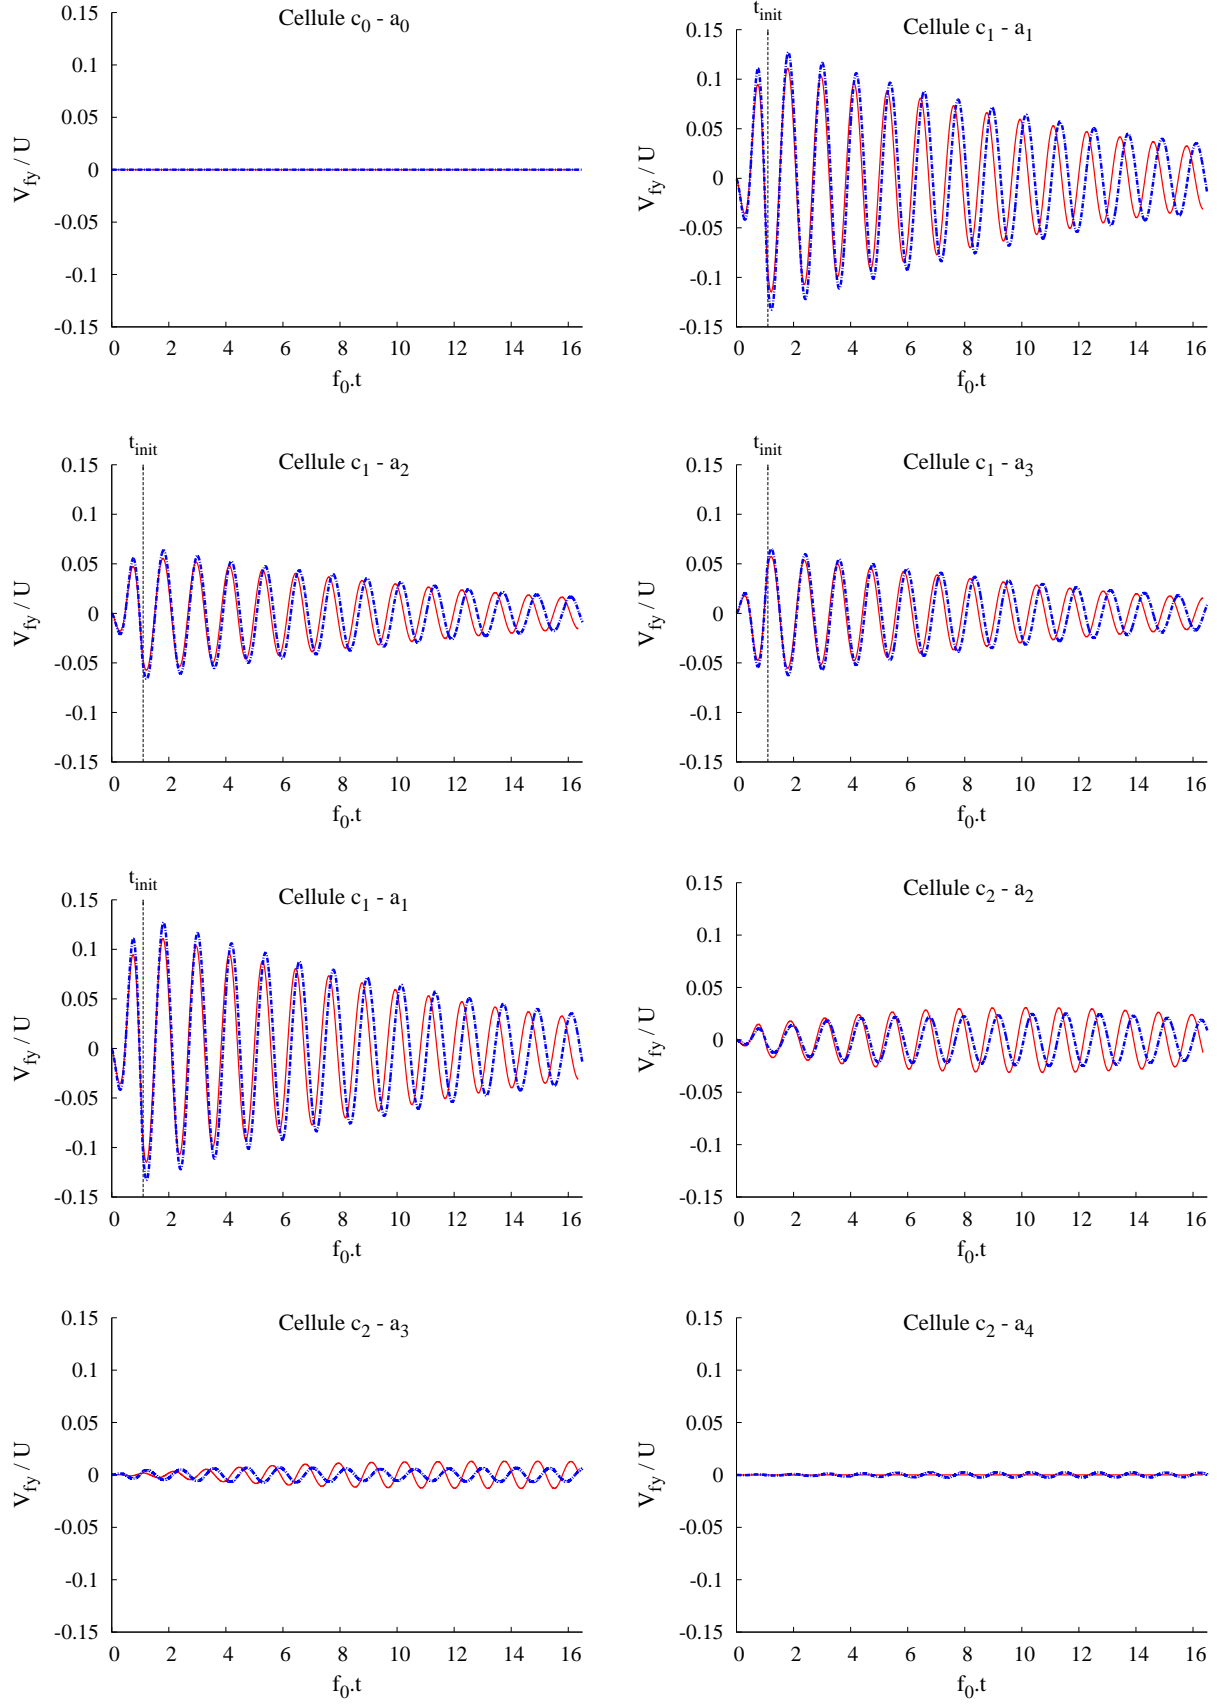 Cellule c0 - a0
0.15
0.1
0.05
0
-0.05
-0.1
-0.15
Vfy / U
0 2 4 6 8 10 12 14 16
f0.t
tinit
Cellule c1 - a1
0.15
0.1
0.05
0
-0.05
-0.1
-0.15
Vfy / U
0 2 4 6 8 10 12 14 16
f0.t
tinit
Cellule c1 - a2
0.15
0.1
0.05
0
-0.05
-0.1
-0.15
Vfy / U
0 2 4 6 8 10 12 14 16
f0.t
tinit
Cellule c1 - a3
0.15
0.1
0.05
0
-0.05
-0.1
-0.15
Vfy / U
0 2 4 6 8 10 12 14 16
f0.t
tinit
Cellule c1 - a1
0.15
0.1
0.05
0
-0.05
-0.1
-0.15
Vfy / U
0 2 4 6 8 10 12 14 16
f0.t
Cellule c2 - a2
0.15
0.1
0.05
0
-0.05
-0.1
-0.15
Vfy / U
0 2 4 6 8 10 12 14 16
f0.t
Cellule c2 - a3
0.15
0.1
0.05
0
-0.05
-0.1
-0.15
Vfy / U
0 2 4 6 8 10 12 14 16
f0.t
Cellule c2 - a4
0.15
0.1
0.05
0
-0.05
-0.1
-0.15
Vfy / U
0 2 4 6 8 10 12 14 16
f0.t